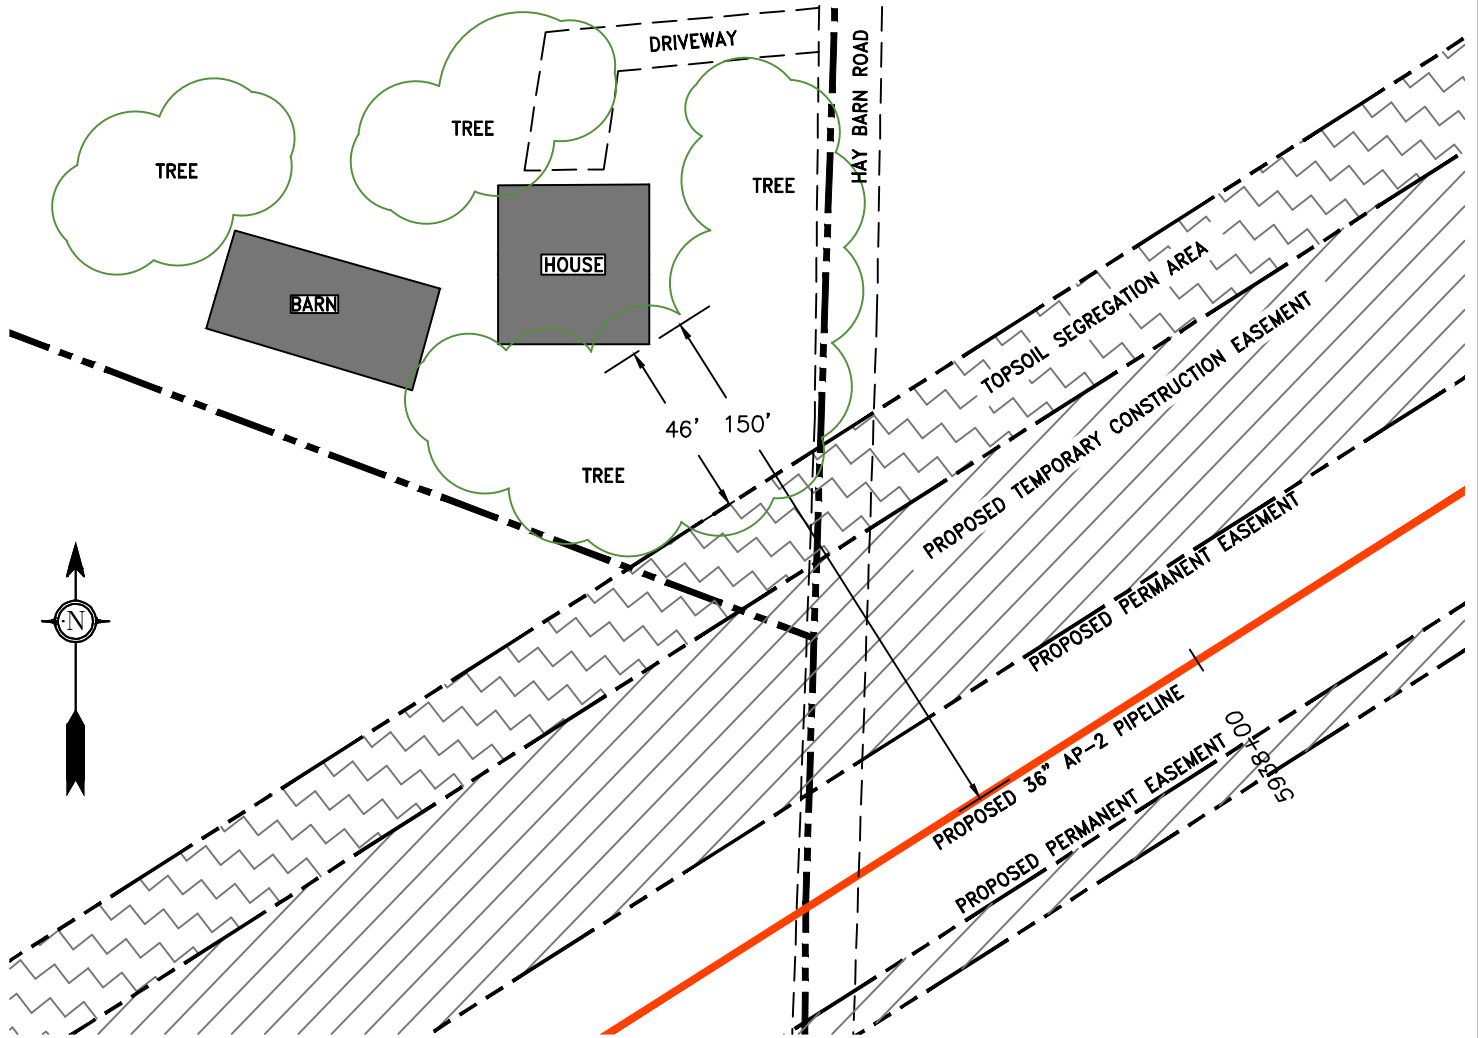 DRIVEWAY
HAY BARN ROAD
TREE
TREE
TREE
HOUSE
BARN
TOPSOIL SEGREGATION AREA
PROPOSED TEMPORARY CONSTRUCTION EASEMENT
46'
150'
TREE
PROPOSED PERMANENT EASEMENT
N
PROPOSED 36" AP-2 PIPELINE
PROPOSED PERMANENT EASEMENT
5938+00